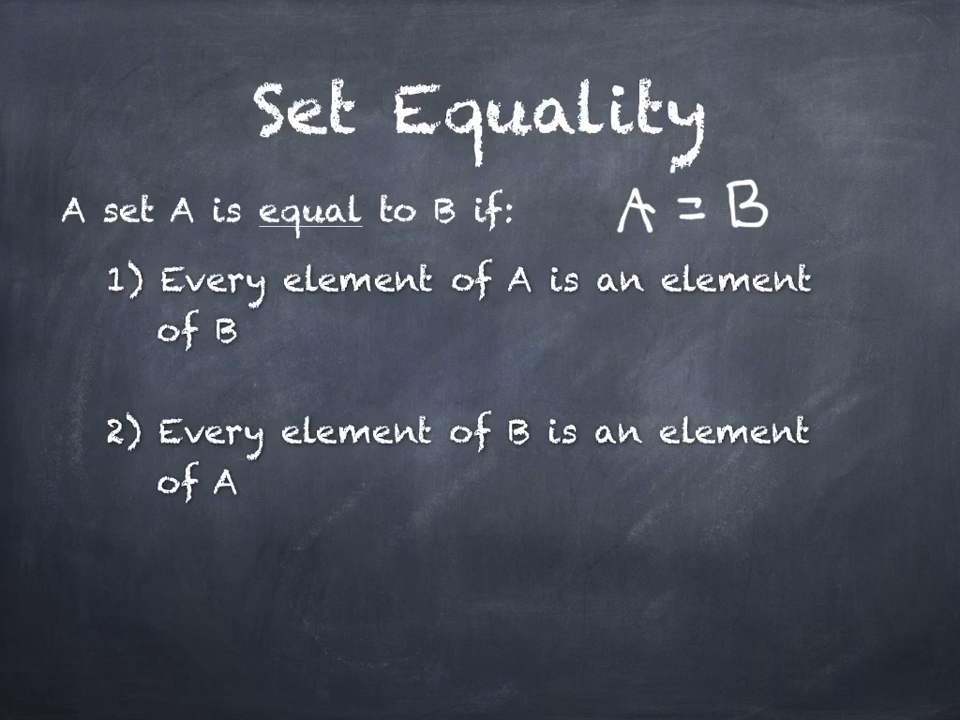 Set Equality
A set A is equal to B if: A = B
1) Every element of A is an element
of B
2) Every element of B is an element
of A